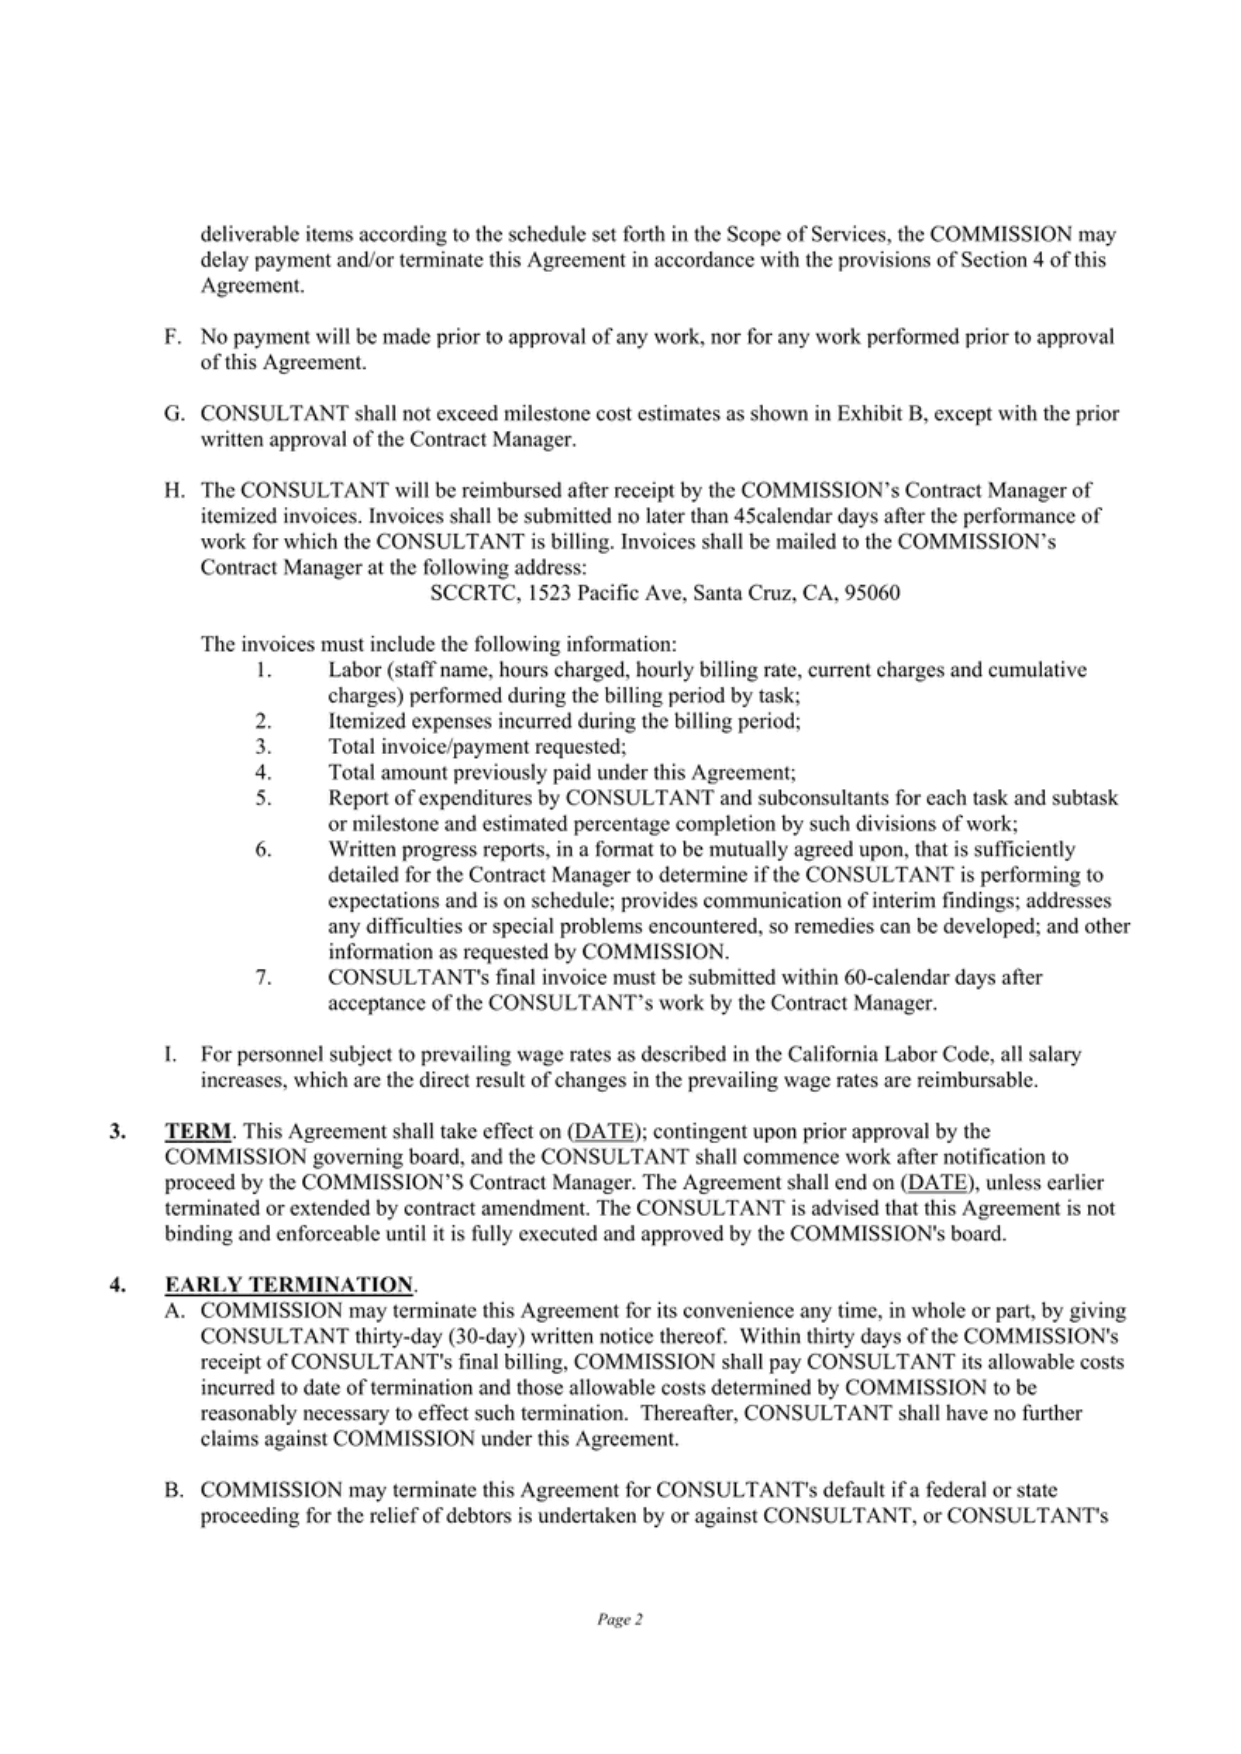 deliverable items according to the schedule set forth in the Scope of Services, the COMMISSION may
delay payment and/or terminate this Agreement in accordance with the provisions of Section 4 of this
Agreement.
F. No payment will be made prior to approval of any work, nor for any work performed prior to approval
of this Agreement.
G. CONSULTANT shall not exceed milestone cost estimates as shown in Exhibit B, except with the prior
written approval of the Contract Manager.
H. The CONSULTANT will be reimbursed after receipt by the COMMISSION’s Contract Manager of
itemized invoices. Invoices shall be submitted no later than 45calendar days after the performance of
work for which the CONSULTANT is billing. Invoices shall be mailed to the COMMISSION’s
Contract Manager at the following address:
SCCRTC, 1523 Pacific Ave, Santa Cruz, CA, 95060
The invoices must include the following information:
1. Labor (staff name, hours charged, hourly billing rate, current charges and cumulative
charges) performed during the billing period by task;
2. Itemized expenses incurred during the billing period;
3. Total invoice/payment requested;
4. Total amount previously paid under this Agreement;
5. Report of expenditures by CONSULTANT and subconsultants for each task and subtask
or milestone and estimated percentage completion by such divisions of work;
6. Written progress reports, in a format to be mutually agreed upon, that is sufficiently
detailed for the Contract Manager to determine if the CONSULTANT is performing to
expectations and is on schedule; provides communication of interim findings; addresses
any difficulties or special problems encountered, so remedies can be developed; and other
information as requested by COMMISSION.
7. CONSULTANT's final invoice must be submitted within 60-calendar days after
acceptance of the CONSULTANT’s work by the Contract Manager.
I. For personnel subject to prevailing wage rates as described in the California Labor Code, all salary
increases, which are the direct result of changes in the prevailing wage rates are reimbursable.
3. TERM. This Agreement shall take effect on (DATE); contingent upon prior approval by the
COMMISSION governing board, and the CONSULTANT shall commence work after notification to
proceed by the COMMISSION’S Contract Manager. The Agreement shall end on (DATE), unless earlier
terminated or extended by contract amendment. The CONSULTANT is advised that this Agreement is not
binding and enforceable until it is fully executed and approved by the COMMISSION's board.
4. EARLY TERMINATION.
A. COMMISSION may terminate this Agreement for its convenience any time, in whole or part, by giving
CONSULTANT thirty-day (30-day) written notice thereof. Within thirty days of the COMMISSION's
receipt of CONSULTANT's final billing, COMMISSION shall pay CONSULTANT its allowable costs
incurred to date of termination and those allowable costs determined by COMMISSION to be
reasonably necessary to effect such termination. Thereafter, CONSULTANT shall have no further
claims against COMMISSION under this Agreement.
B. COMMISSION may terminate this Agreement for CONSULTANT's default if a federal or state
proceeding for the relief of debtors is undertaken by or against CONSULTANT, or CONSULTANT's
Page 2